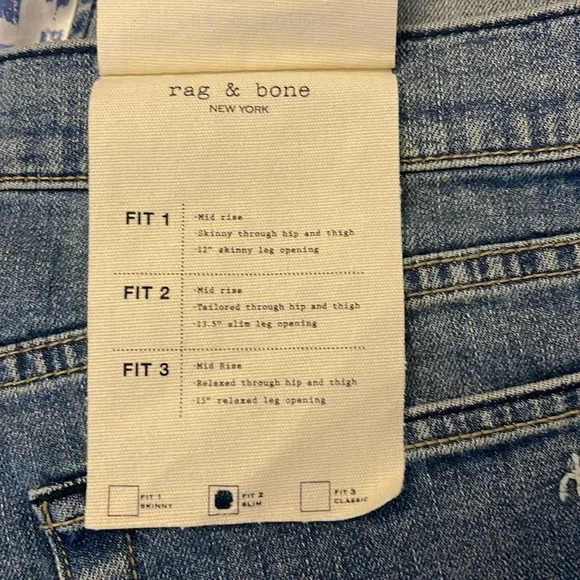 rag & bone
NEW YORK
FIT 1
·Mid rise
·Skinny through hip and thigh
·12" skinny leg opening
FIT 2
·Mid rise
·Tailored through hip and thigh
·13.5" slim leg opening
FIT 3
·Mid Rise
·Relaxed through hip and thigh
·15" relaxed leg opening
FIT 1
SKINNY
FIT 2
SLIM
FIT 3
CLASSIC